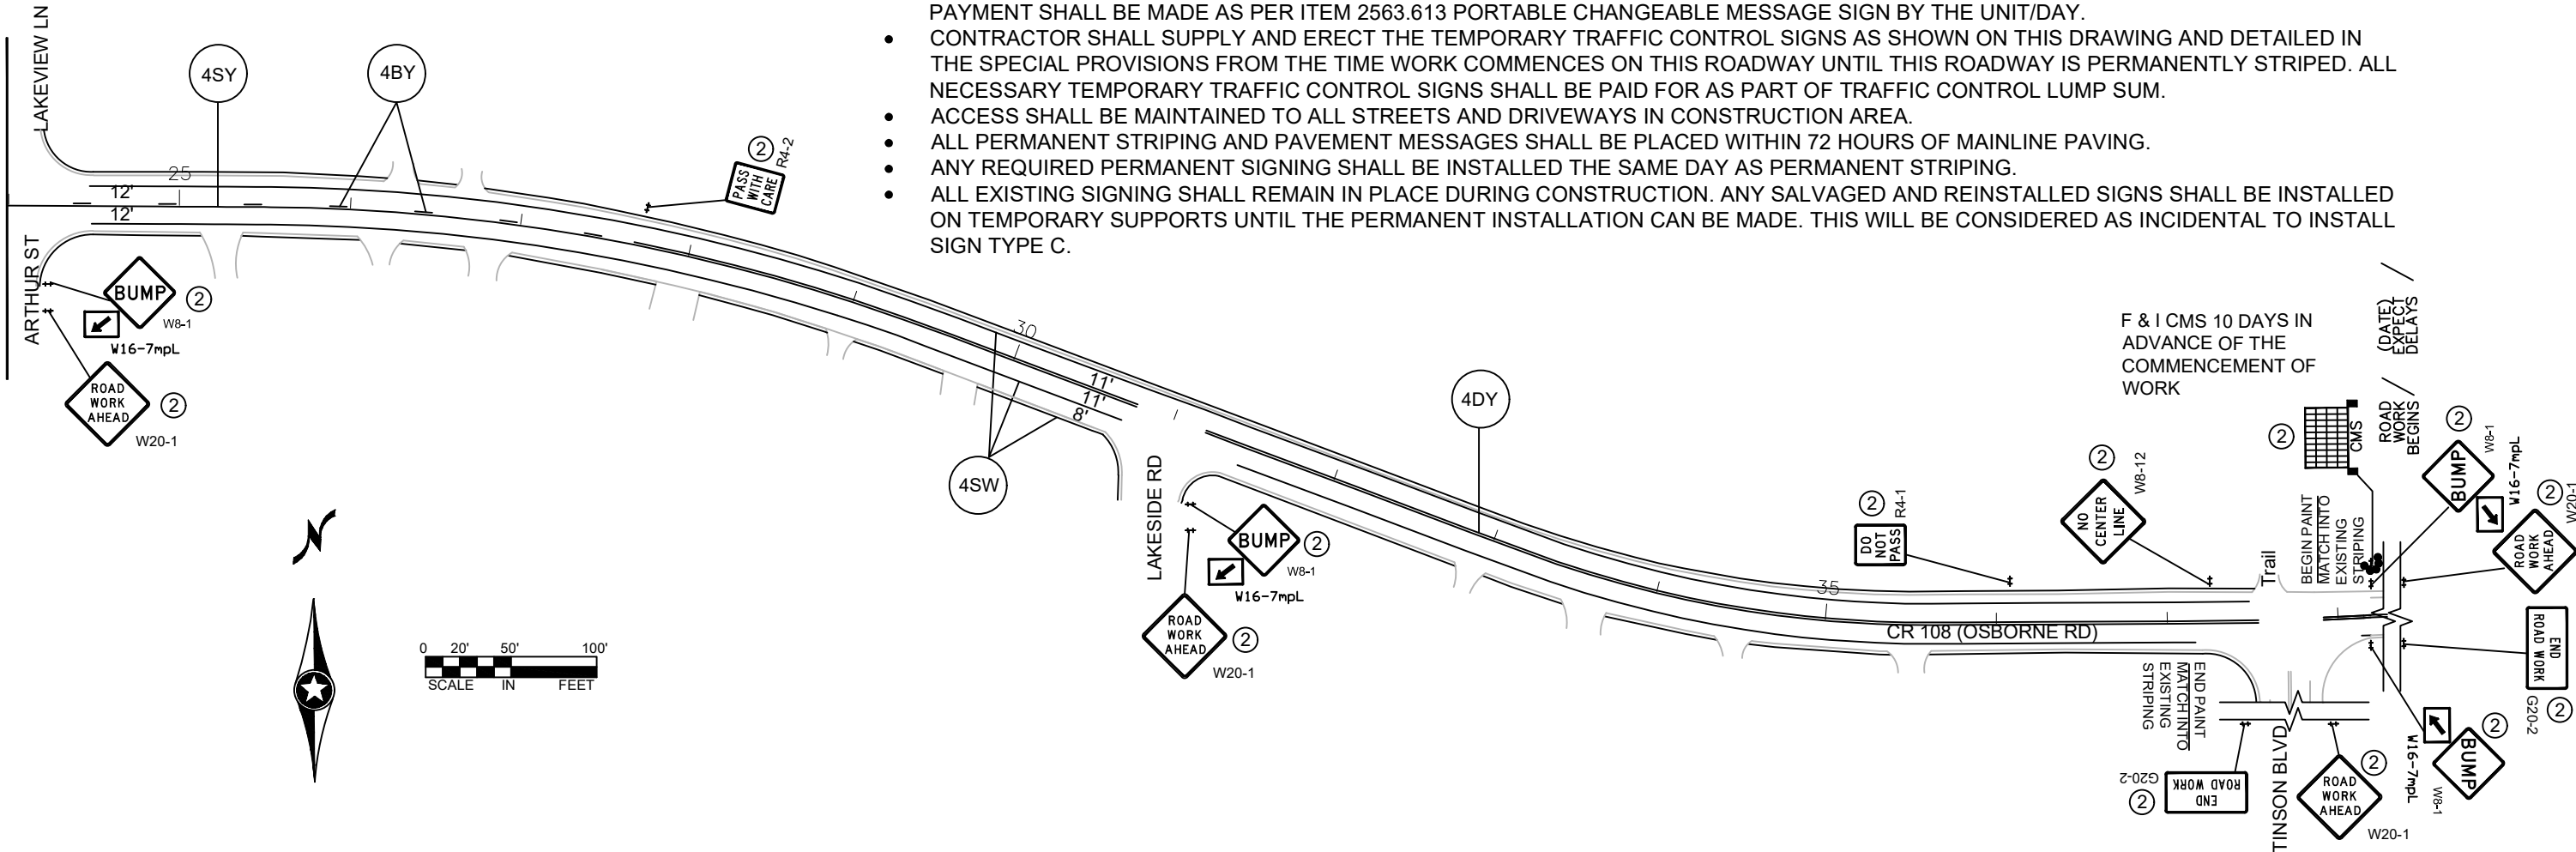 PAYMENT SHALL BE MADE AS PER ITEM 2563.613 PORTABLE CHANGEABLE MESSAGE SIGN BY THE UNIT/DAY.
● CONTRACTOR SHALL SUPPLY AND ERECT THE TEMPORARY TRAFFIC CONTROL SIGNS AS SHOWN ON THIS DRAWING AND DETAILED IN
THE SPECIAL PROVISIONS FROM THE TIME WORK COMMENCES ON THIS ROADWAY UNTIL THIS ROADWAY IS PERMANENTLY STRIPED. ALL
NECESSARY TEMPORARY TRAFFIC CONTROL SIGNS SHALL BE PAID FOR AS PART OF TRAFFIC CONTROL LUMP SUM.
● ACCESS SHALL BE MAINTAINED TO ALL STREETS AND DRIVEWAYS IN CONSTRUCTION AREA.
● ALL PERMANENT STRIPING AND PAVEMENT MESSAGES SHALL BE PLACED WITHIN 72 HOURS OF MAINLINE PAVING.
● ANY REQUIRED PERMANENT SIGNING SHALL BE INSTALLED THE SAME DAY AS PERMANENT STRIPING.
● ALL EXISTING SIGNING SHALL REMAIN IN PLACE DURING CONSTRUCTION. ANY SALVAGED AND REINSTALLED SIGNS SHALL BE INSTALLED
ON TEMPORARY SUPPORTS UNTIL THE PERMANENT INSTALLATION CAN BE MADE. THIS WILL BE CONSIDERED AS INCIDENTAL TO INSTALL
SIGN TYPE C.
LAKEVIEW LN
4SY
4BY
25
12'
12'
ARTHUR ST
BUMP
2
W8-1
W16-7mpL
ROAD
WORK
AHEAD
2
W20-1
2
R4-2
PASS
WITH
CARE
30
11'
11'
8'
4SW
4DY
LAKESIDE RD
BUMP
2
W8-1
W16-7mpL
ROAD
WORK
AHEAD
2
W20-1
0 20' 50' 100'
SCALE IN FEET
N
35
CR 108 (OSBORNE RD)
2
R4-1
DO
NOT
PASS
2
W8-12
NO
CENTER
LINE
F & I CMS 10 DAYS IN
ADVANCE OF THE
COMMENCEMENT OF
WORK
(DATE)
EXPECT
DELAYS
ROAD
WORK
BEGINS
2
CMS
Trail
BEGIN PAINT
MATCH INTO
EXISTING
STRIPING
2
BUMP
W8-1
W16-7mpL
2
W20-1
ROAD
WORK
AHEAD
END
ROAD WORK
G20-2
2
END PAINT
MATCH INTO
EXISTING
STRIPING
END
ROAD WORK
G20-2
2
TINSON BLVD
ROAD
WORK
AHEAD
2
W20-1
2
BUMP
W8-1
W16-7mpL